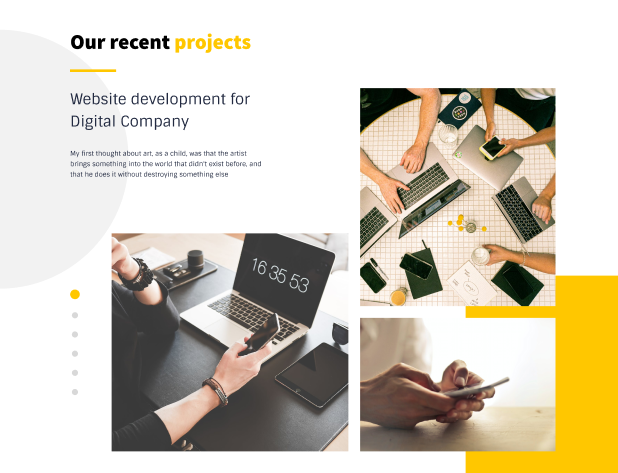 Our recent projects
Website development for
Digital Company
My first thought about art, as a child, was that the artist
brings something into the world that didn't exist before, and
that he does it without destroying something else
16 35 53